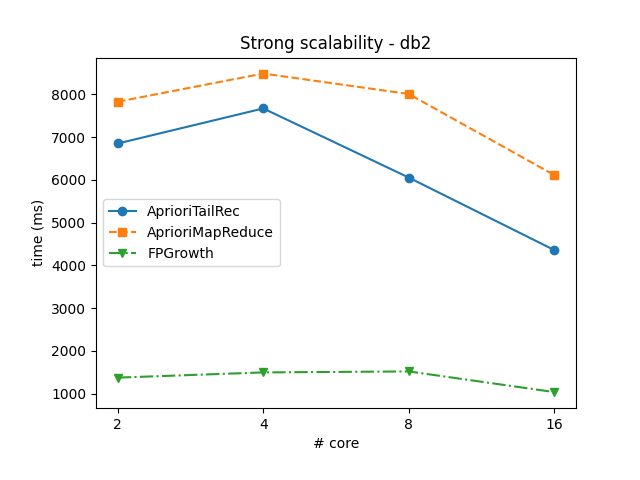 Strong scalability - db2
time (ms)
8000
7000
6000
5000
4000
3000
2000
1000
AprioriTailRec
AprioriMapReduce
FPGrowth
2 4 8 16
# core